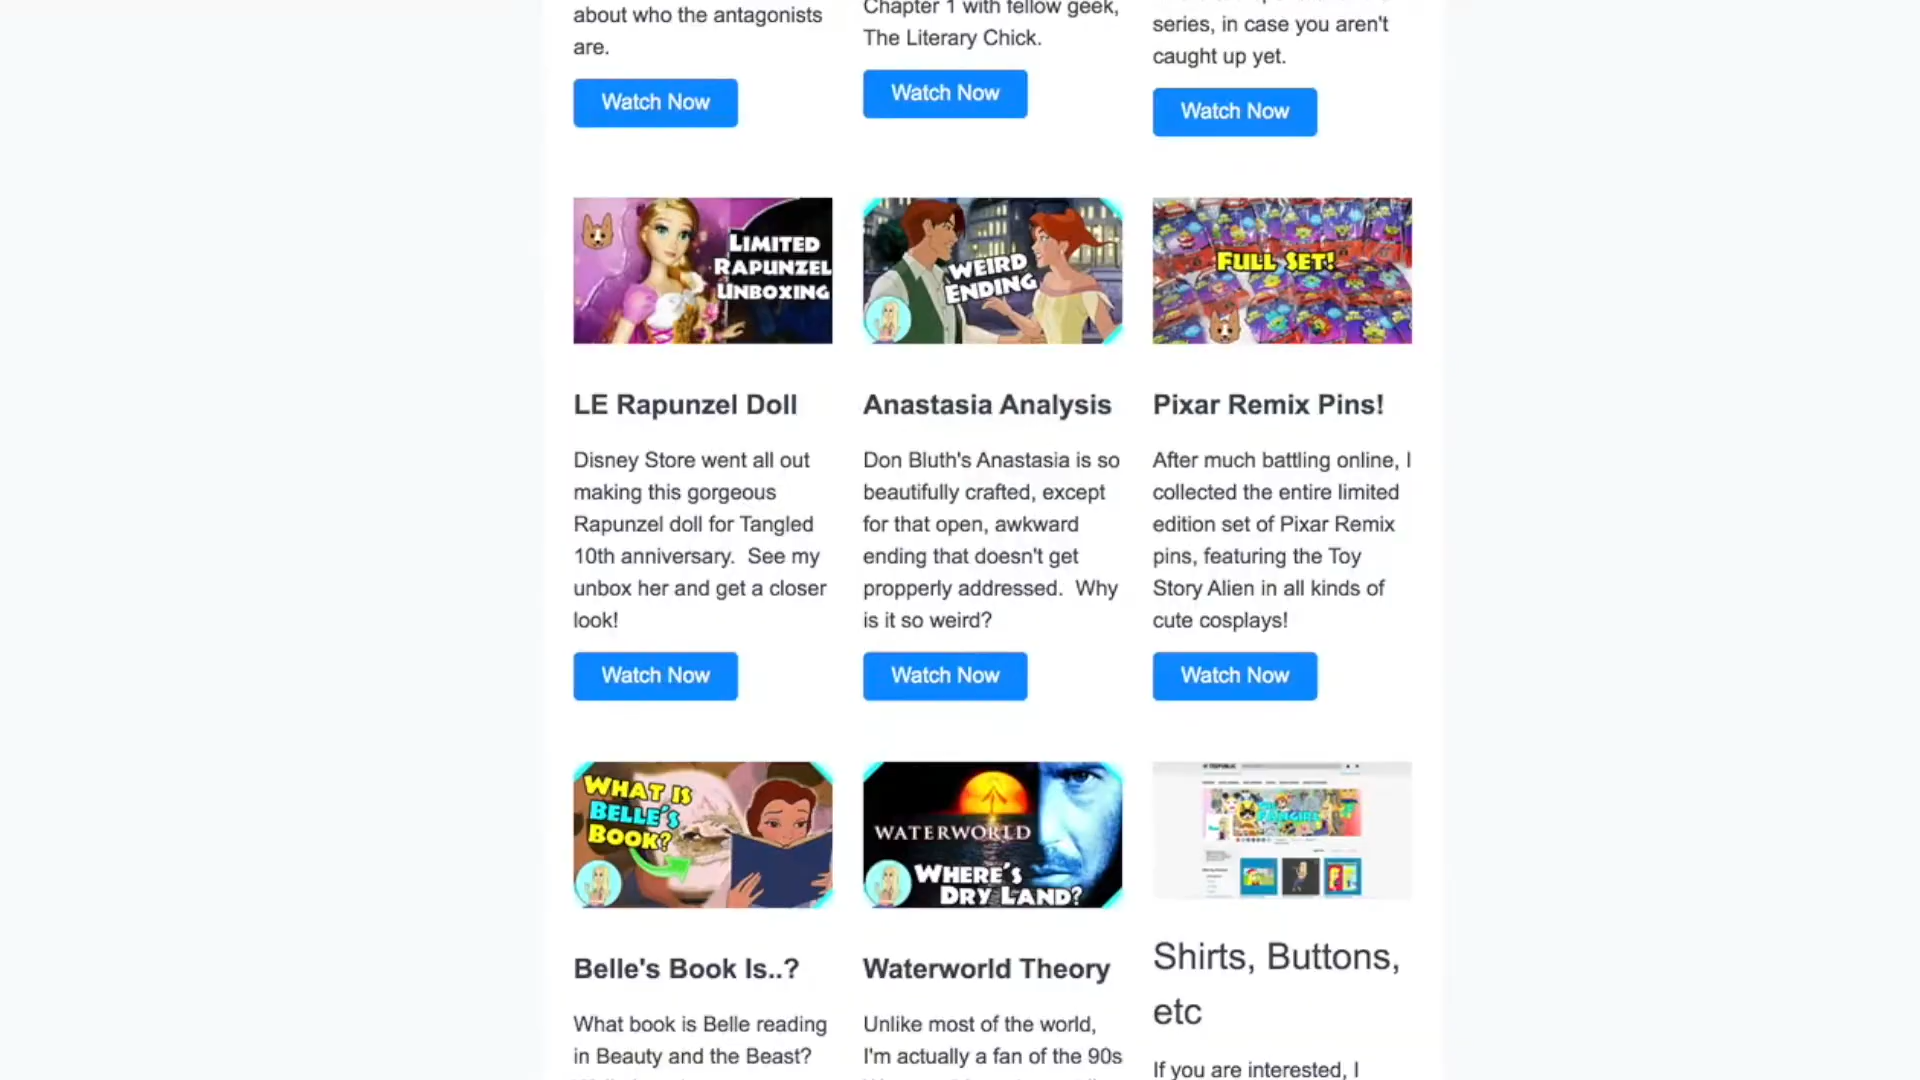 about who the antagonists
are.
Watch Now
Chapter 1 with fellow geek,
The Literary Chick.
Watch Now
series, in case you aren't
caught up yet.
Watch Now
LIMITED
RAPUNZEL
UNBOXING
LE Rapunzel Doll
Disney Store went all out
making this gorgeous
Rapunzel doll for Tangled
10th anniversary.  See my
unbox her and get a closer
look!
Watch Now
WEIRD
ENDING
Anastasia Analysis
Don Bluth's Anastasia is so
beautifully crafted, except
for that open, awkward
ending that doesn't get
propperly addressed.  Why
is it so weird?
Watch Now
FULL SET!
Pixar Remix Pins!
After much battling online, I
collected the entire limited
edition set of Pixar Remix
pins, featuring the Toy
Story Alien in all kinds of
cute cosplays!
Watch Now
WHAT IS
BELLE'S
BOOK?
Belle's Book Is..?
What book is Belle reading
in Beauty and the Beast?
WATERWORLD
WHERE'S
DRY LAND?
Waterworld Theory
Unlike most of the world,
I'm actually a fan of the 90s
FANGIRL
Shirts, Buttons,
etc
If you are interested, I